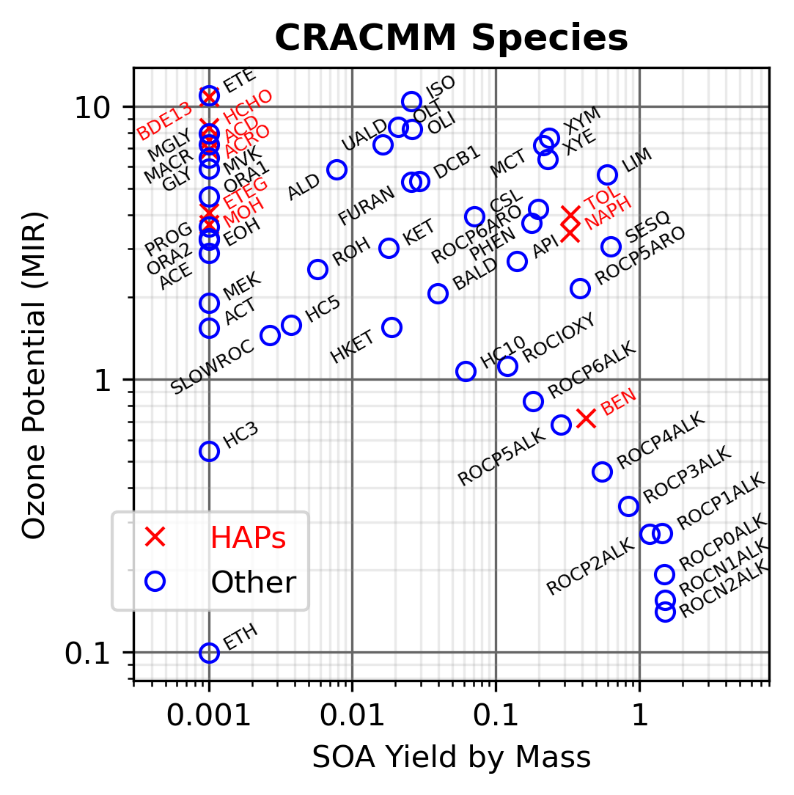 CRACMM Species
Ozone Potential (MIR)
10
1
0.1
ETE
BDE13
HCHO
ACD
ACRO
MGLY
MACR
GLY
MVK
ORA1
ETEG
MOH
EOH
PROG
ORA2
ACE
MEK
ACT
SLOWROC
HC5
HC3
ETH
ISO
OLT
OLI
UALD
ALD
DCB1
FURAN
KET
ROH
HKET
BALD
CSL
ROCP6ARO
PHEN
API
MCT
XYM
XYE
LIM
TOL
NAPH
SESQ
ROCP5ARO
HC10
ROCIOXY
ROCP6ALK
BEN
ROCP5ALK
ROCP4ALK
ROCP3ALK
ROCP1ALK
ROCP2ALK
ROCP0ALK
ROCN1ALK
ROCN2ALK
HAPs
Other
0.001
0.01
0.1
1
SOA Yield by Mass